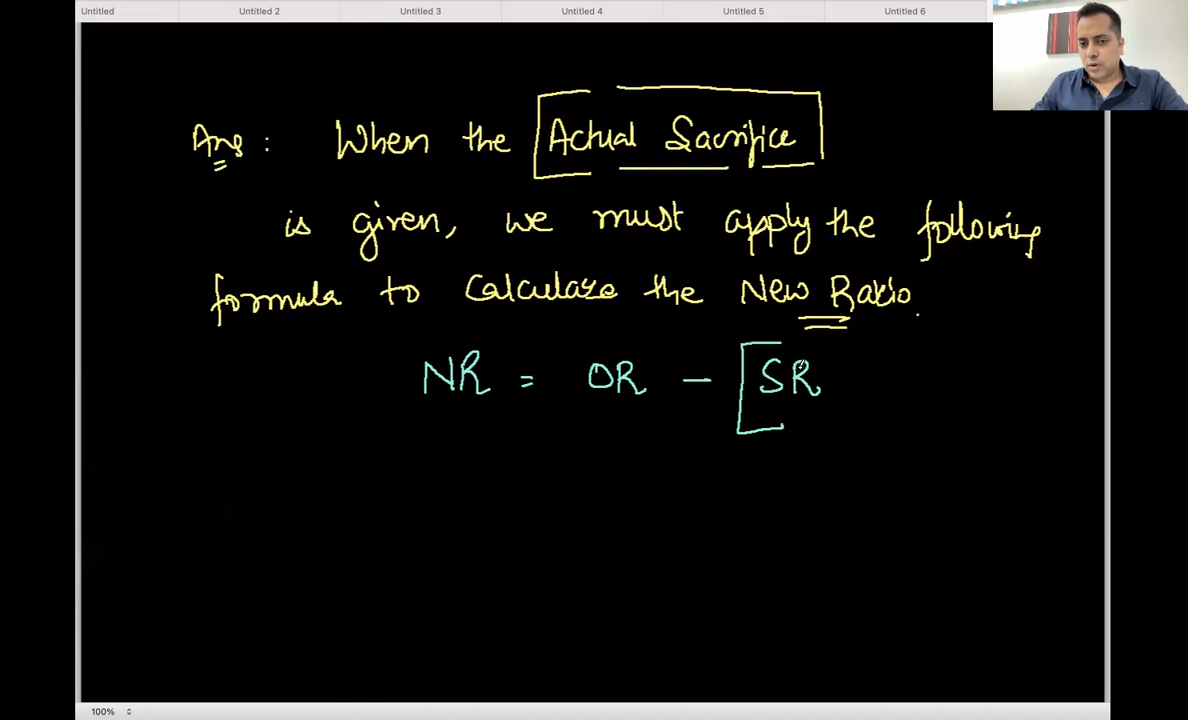 Untitled Untitled 2 Untitled 3 Untitled 4 Untitled 5 Untitled 6
Ans : When the Actual Sacrifice
is given, we must apply the following
formula to Calculate the New Ratio.
NR = OR - [SR
100%